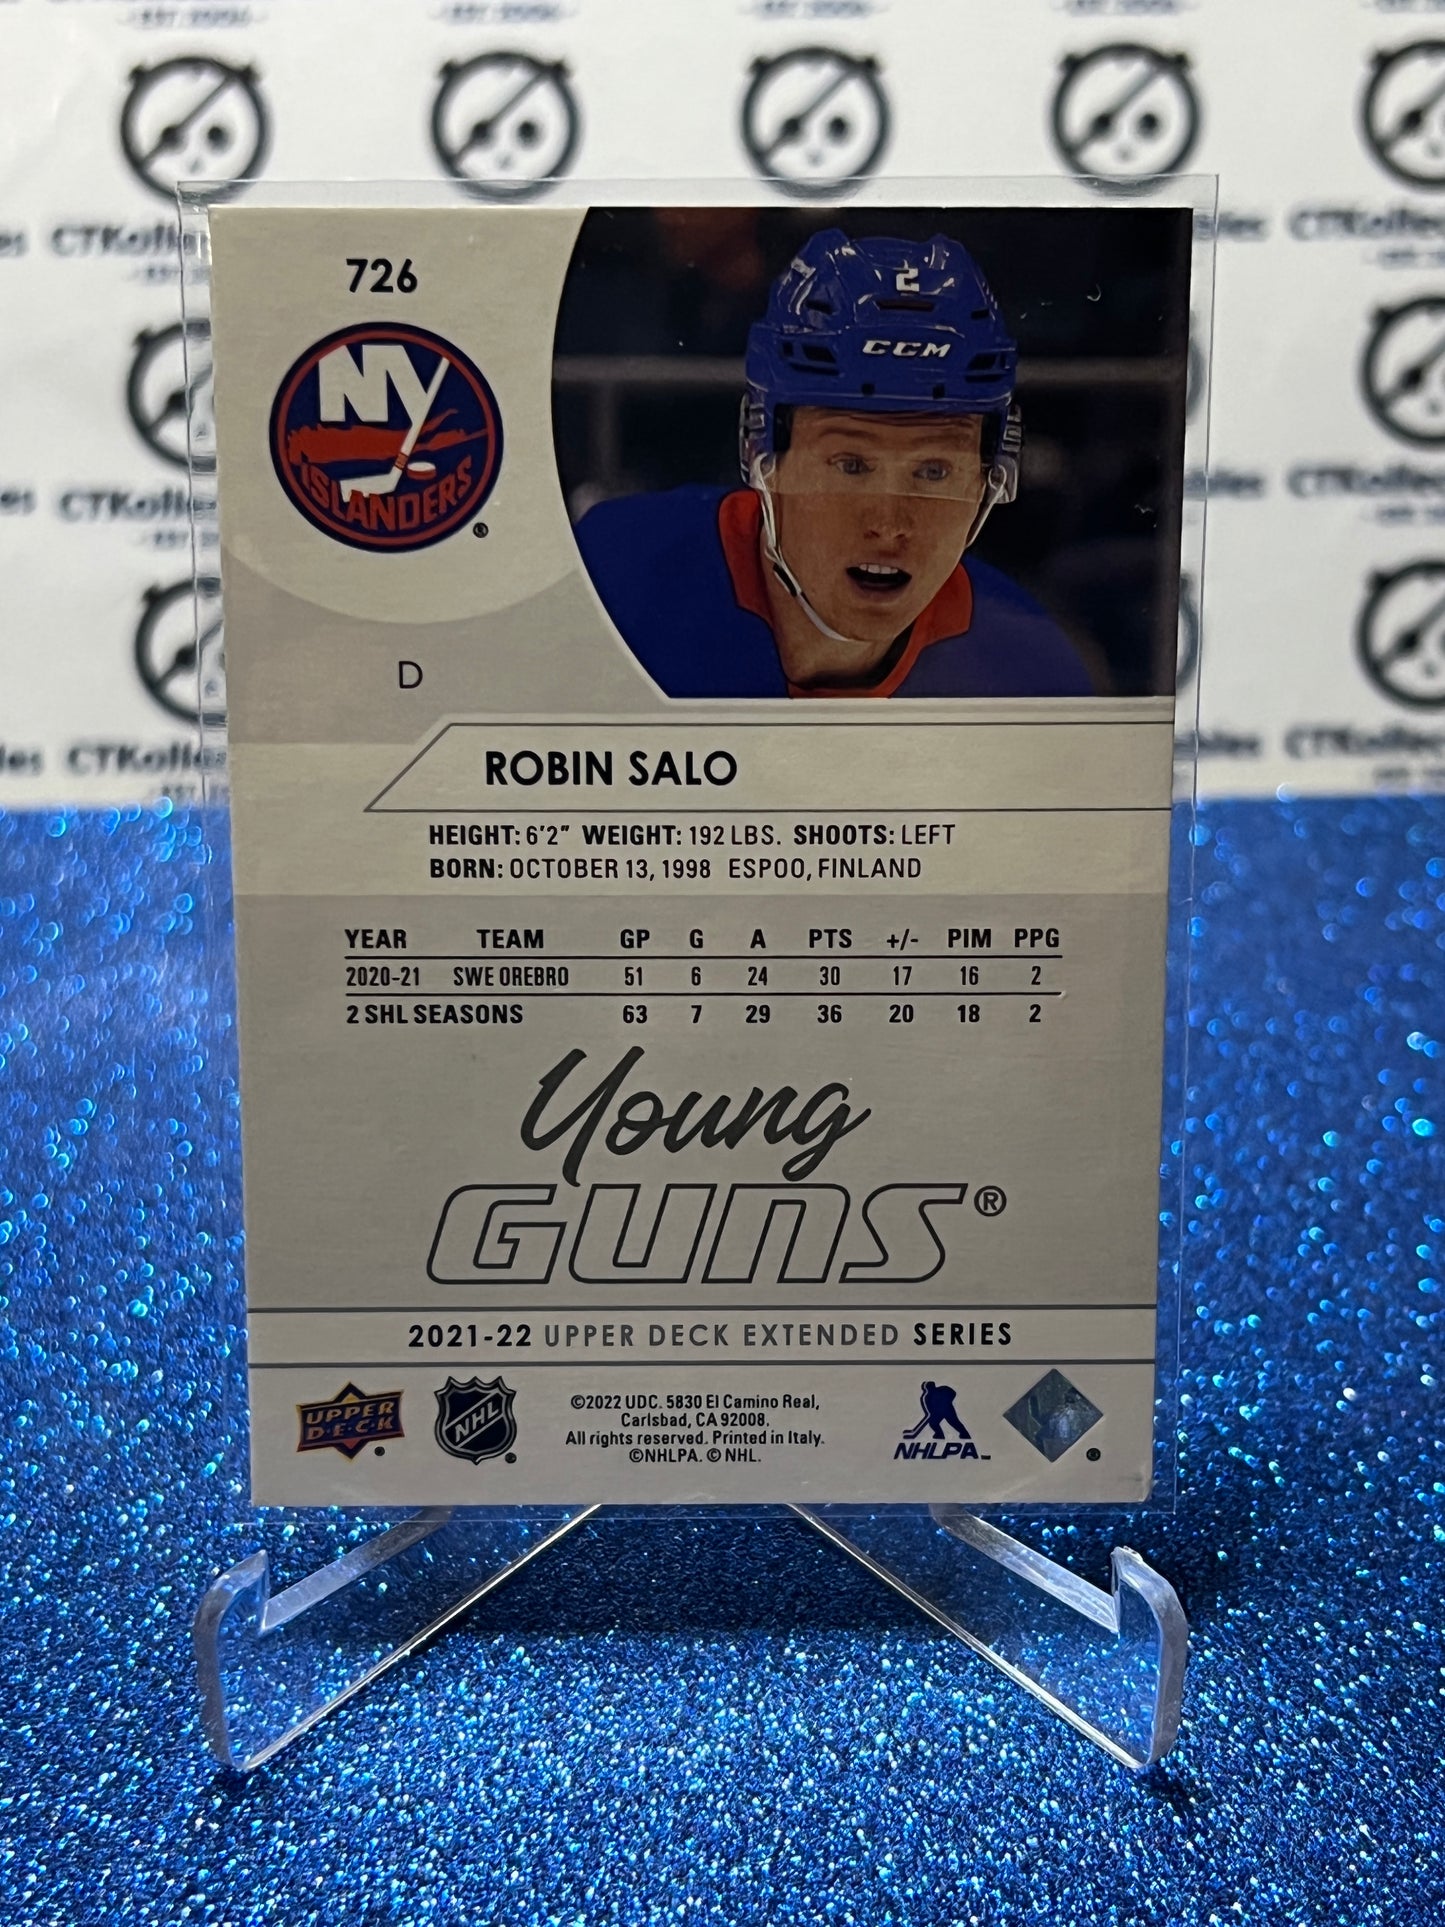 726
NY
ISLANDERS
®
2
CCM
D
ROBIN SALO
HEIGHT: 6'2" WEIGHT: 192 LBS. SHOOTS: LEFT
BORN: OCTOBER 13, 1998 ESPOO, FINLAND
YEAR TEAM GP G A PTS +/- PIM PPG
2020-21 SWE OREBRO 51 6 24 30 17 16 2
2 SHL SEASONS 63 7 29 36 20 18 2
Young
GUNS®
2021-22 UPPER DECK EXTENDED SERIES
UPPER
DECK
NHL
©2022 UDC. 5830 El Camino Real,
Carlsbad, CA 92008.
All rights reserved. Printed in Italy.
©NHLPA. © NHL.
NHLPA